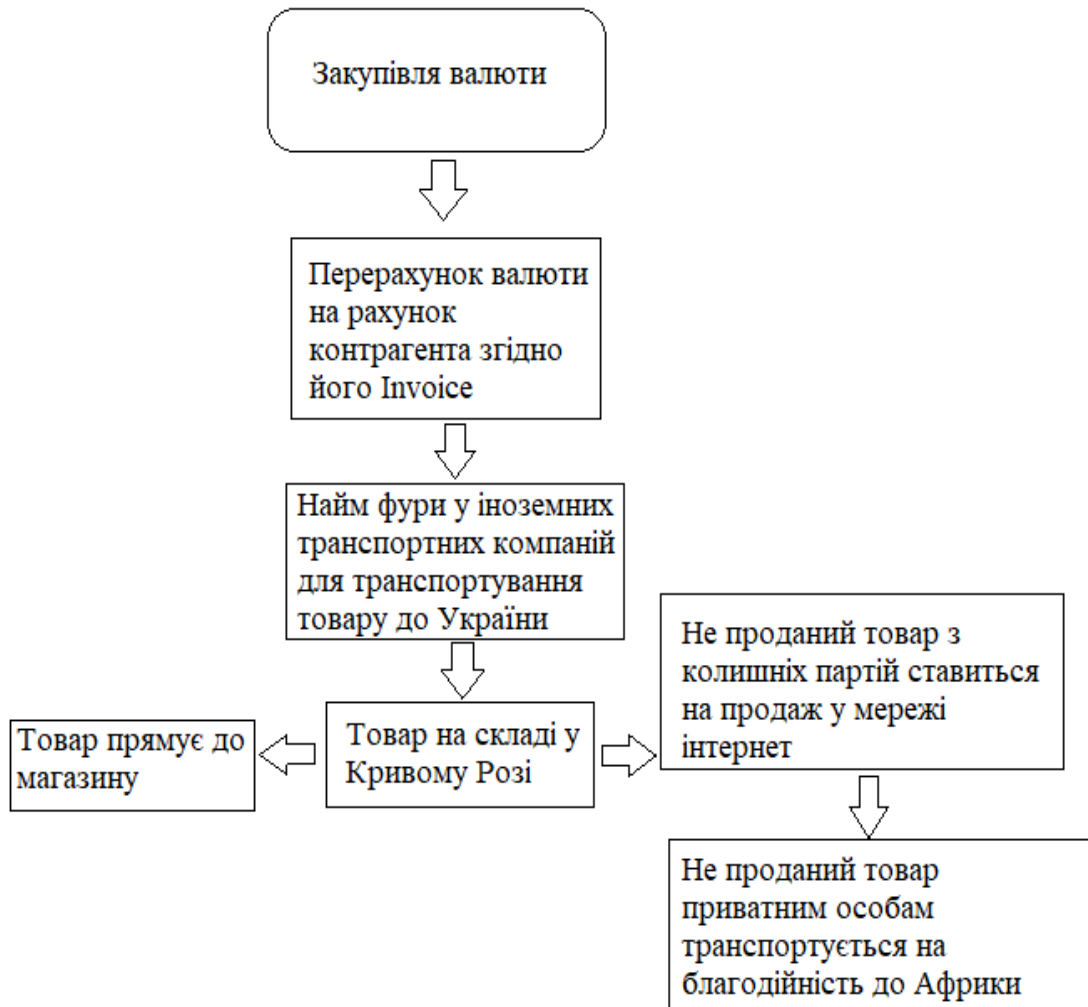 Закупівля валюти
Перерахунок валюти
на рахунок
контрагента згідно
його Invoice
Найм фури у іноземних
транспортних компаній
для транспортування
товару до України
Товар прямує до
магазину
Товар на складі у
Кривому Розі
Не проданий товар з
колишніх партій ставиться
на продаж у мережі
інтернет
Не проданий товар
приватним особам
транспортується на
благодійність до Африки